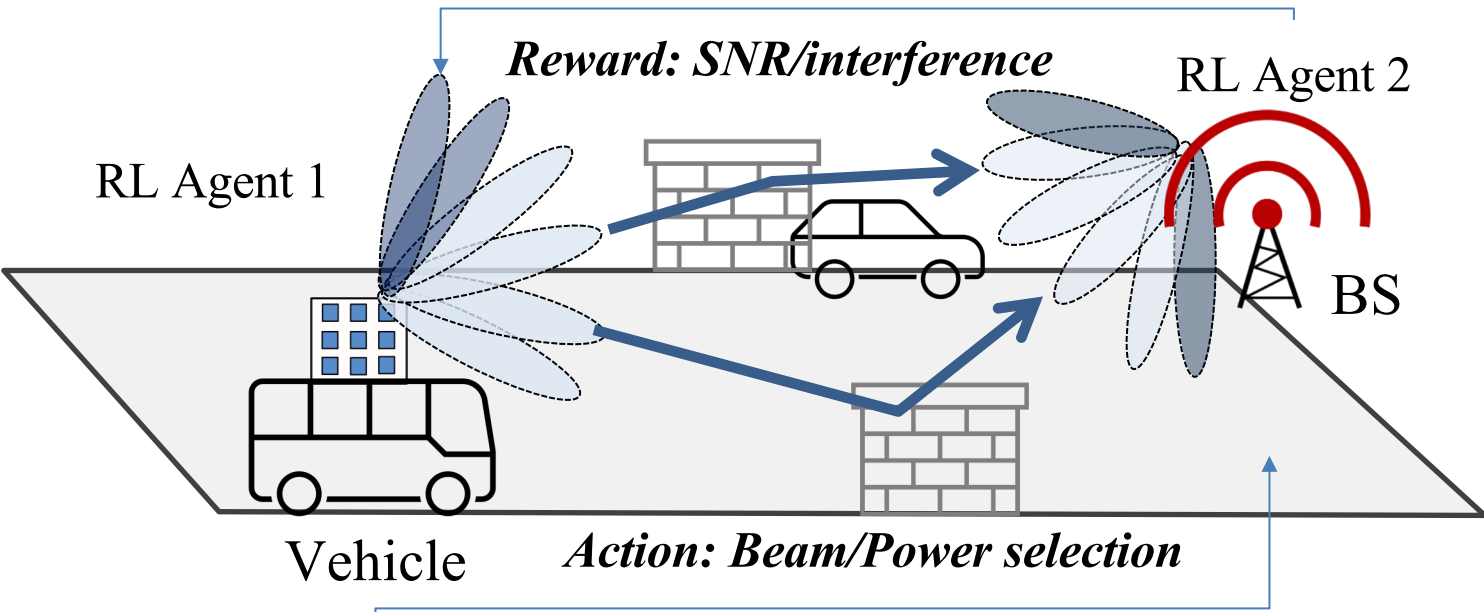 Reward: SNR/interference
RL Agent 2
RL Agent 1
BS
Vehicle
Action: Beam/Power selection